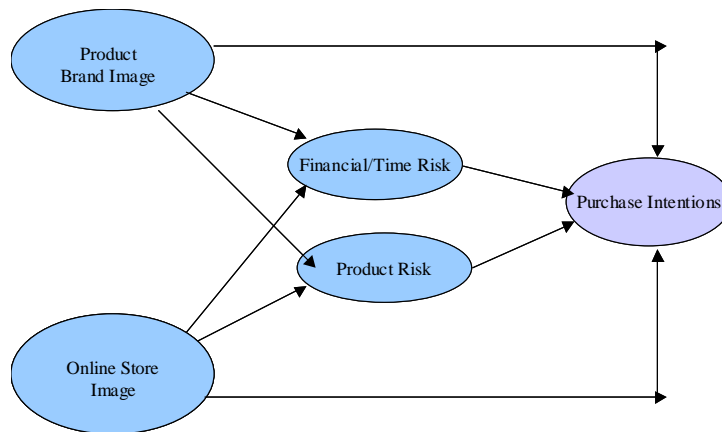 Product
Brand Image
Financial/Time Risk
Purchase Intentions
Product Risk
Online Store
Image